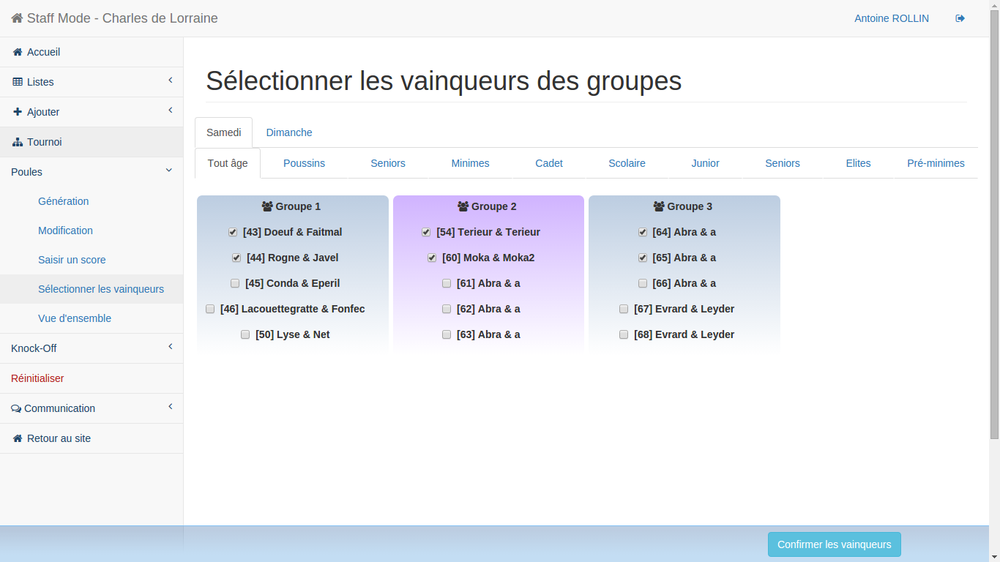 Staff Mode - Charles de Lorraine
Antoine ROLLIN
Accueil
Listes
Ajouter
Tournoi
Poules
Génération
Modification
Saisir un score
Sélectionner les vainqueurs
Vue d'ensemble
Knock-Off
Réinitialiser
Communication
Retour au site
Sélectionner les vainqueurs des groupes
Samedi Dimanche
Tout âge Poussins Seniors Minimes Cadet Scolaire Junior Seniors Elites Pré-minimes
Groupe 1
[43] Doeuf & Faitmal
[44] Rogne & Javel
[45] Conda & Eperil
[46] Lacouettegratte & Fonfec
[50] Lyse & Net
Groupe 2
[54] Terieur & Terieur
[60] Moka & Moka2
[61] Abra & a
[62] Abra & a
[63] Abra & a
Groupe 3
[64] Abra & a
[65] Abra & a
[66] Abra & a
[67] Evrard & Leyder
[68] Evrard & Leyder
Confirmer les vainqueurs